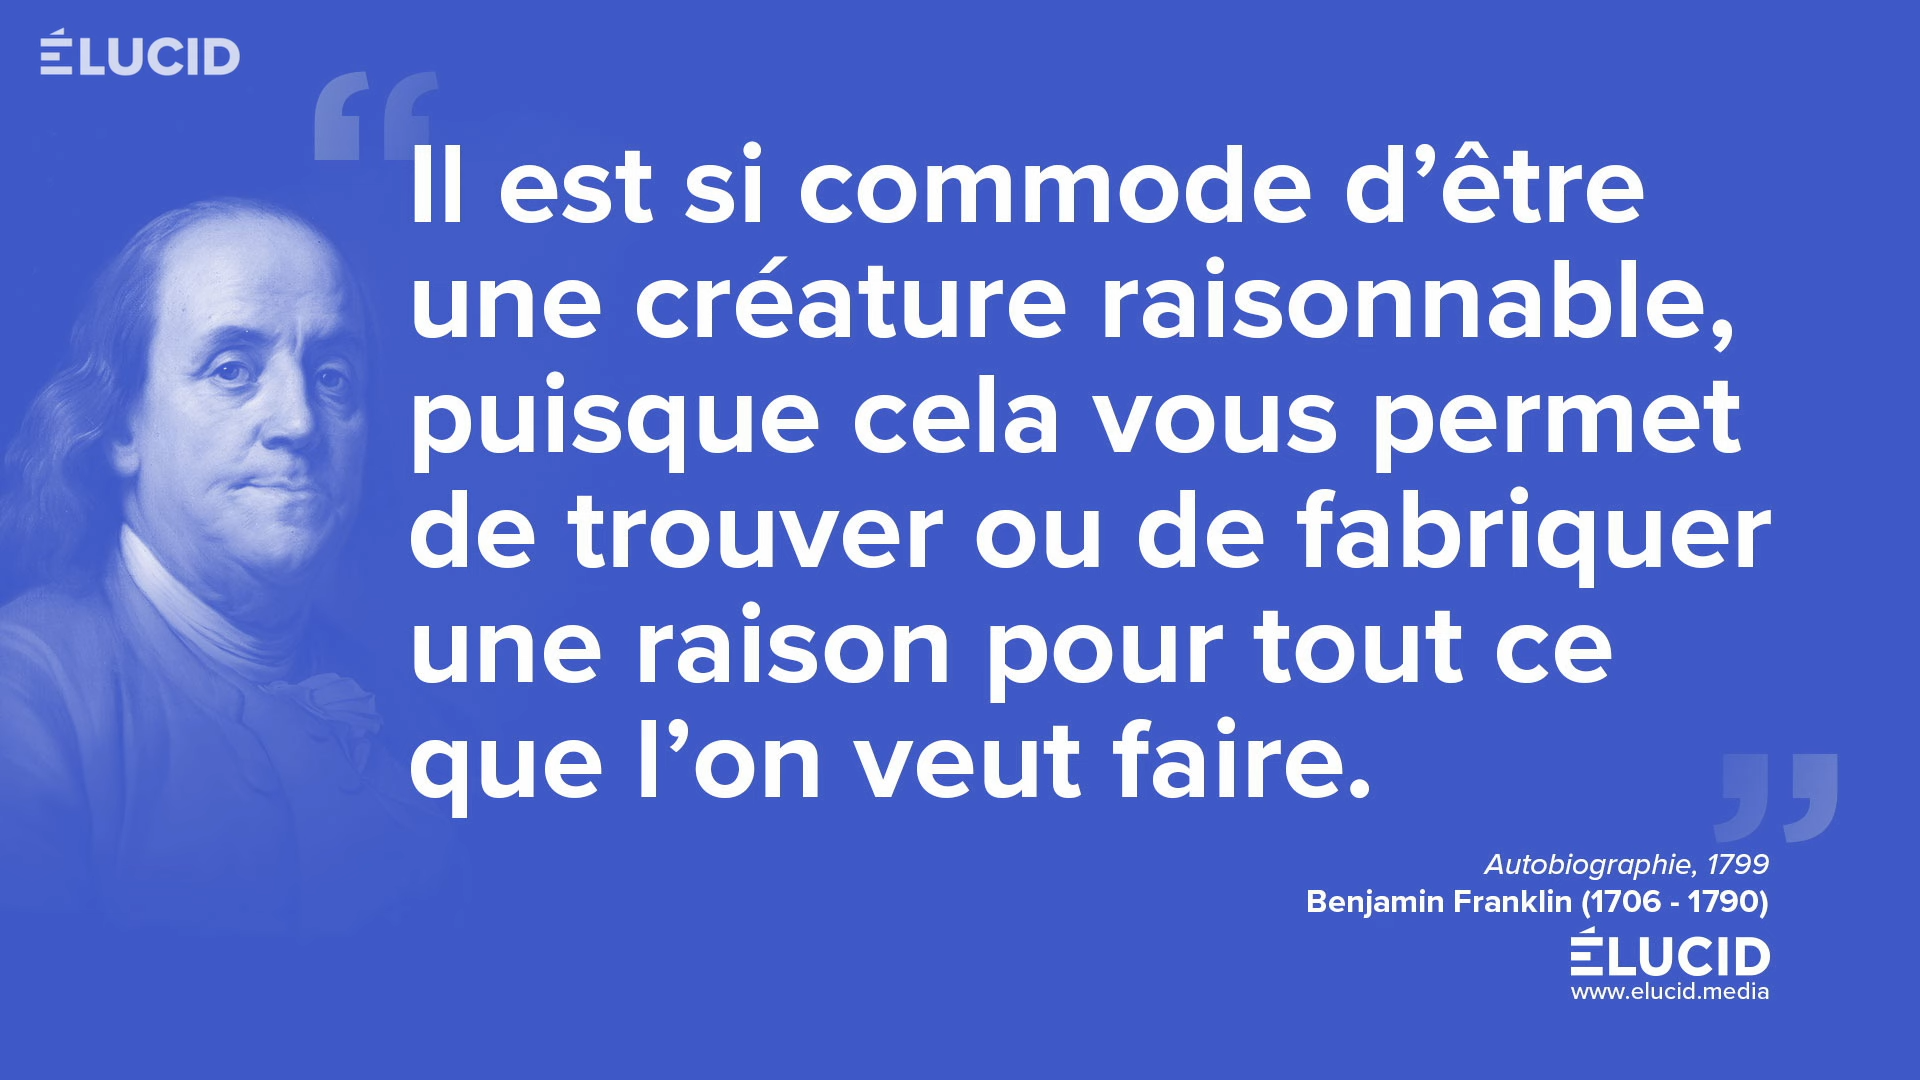 ÉLUCID
“
Il est si commode d’être
une créature raisonnable,
puisque cela vous permet
de trouver ou de fabriquer
une raison pour tout ce
que l’on veut faire.
”
Autobiographie, 1799
Benjamin Franklin (1706 - 1790)
ÉLUCID
www.elucid.media